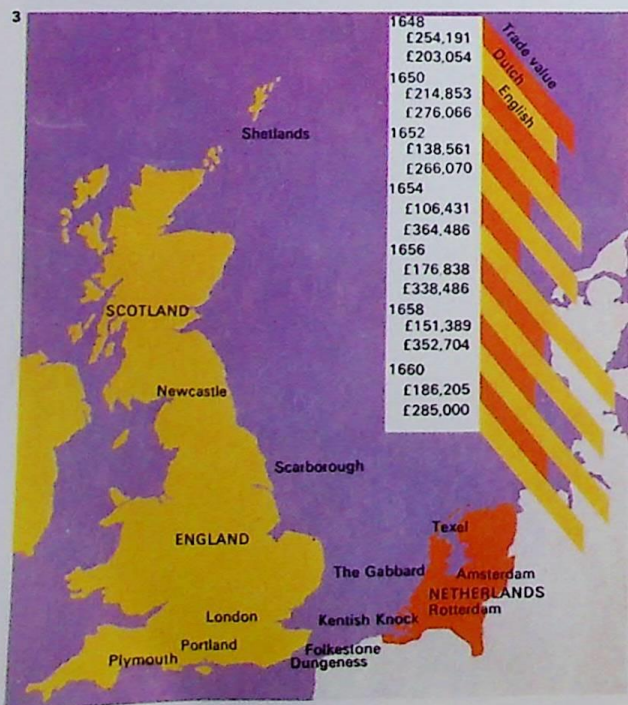 3
1648
£254,191
£203,054
1650
£214,853
£276,066
1652
£138,561
£266,070
1654
£106,431
£364,486
1656
£176,838
£338,486
1658
£151,389
£352,704
1660
£186,205
£285,000
Trade value
Dutch
English
Shetlands
SCOTLAND
Newcastle
Scarborough
ENGLAND
Texel
The Gabbard
Amsterdam
NETHERLANDS
Rotterdam
London
Kentish Knock
Portland
Folkestone
Plymouth
Dungeness